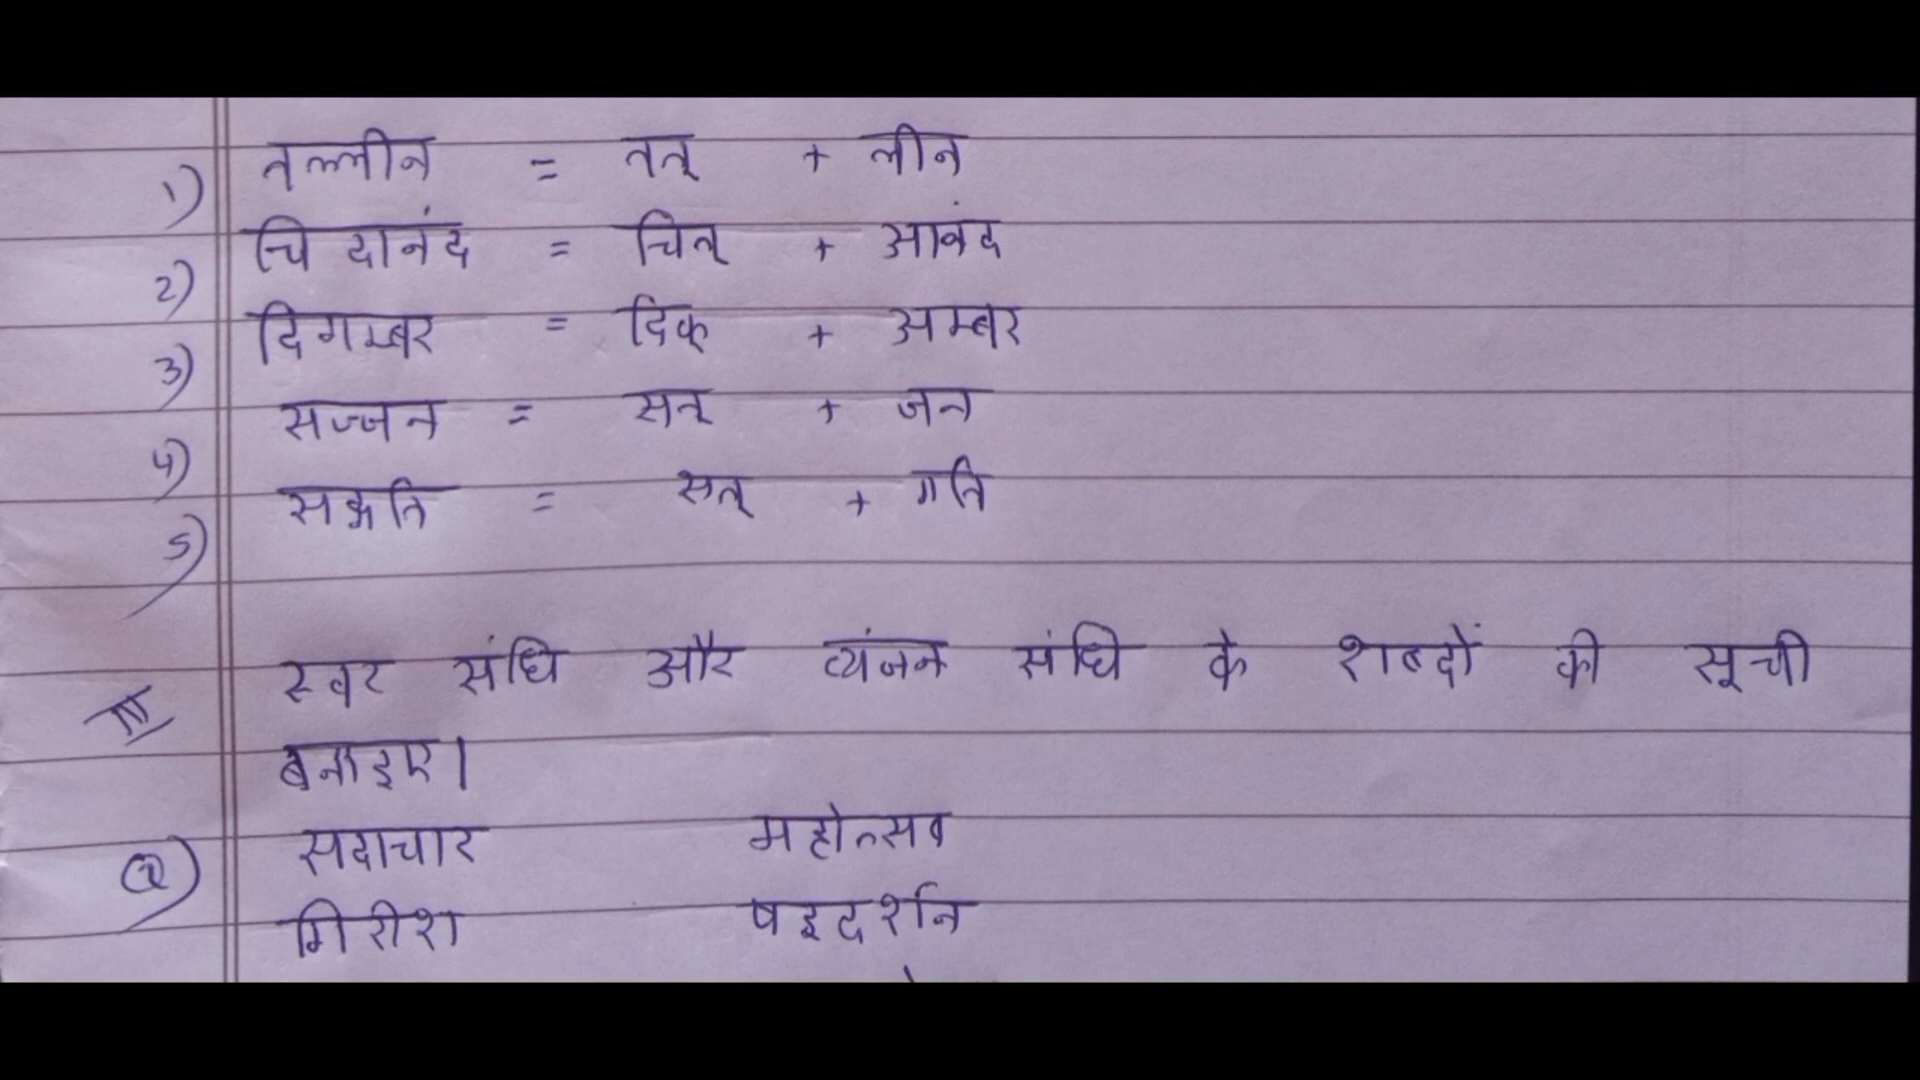 1) तल्लीन = तत् + लीन
2) चिदानंद = चित् + आनंद
3) दिगम्बर = दिक् + अम्बर
4) सज्जन = सत् + जन
5) सद्गति = सत् + गति
III स्वर संधि और व्यंजन संधि के शब्दों की सूची
बनाइए।
Q) सदाचार महोत्सव
गिरीश षड्दर्शन